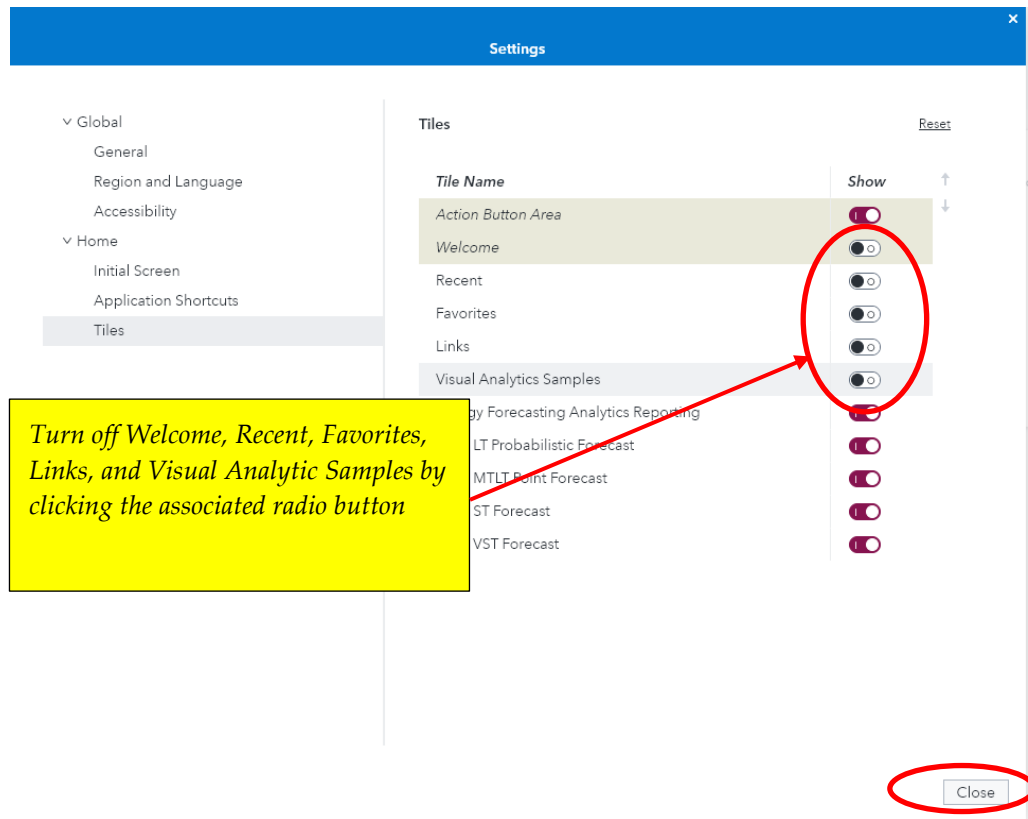 Settings
Global
General
Region and Language
Accessibility
Home
Initial Screen
Application Shortcuts
Tiles
Tiles
Reset
Tile Name
Show
Action Button Area
Welcome
Recent
Favorites
Links
Visual Analytics Samples
Forecasting Analytics Reporting
LT Probabilistic Forecast
MTLT Point Forecast
ST Forecast
VST Forecast
Turn off Welcome, Recent, Favorites,
Links, and Visual Analytic Samples by
clicking the associated radio button
Close